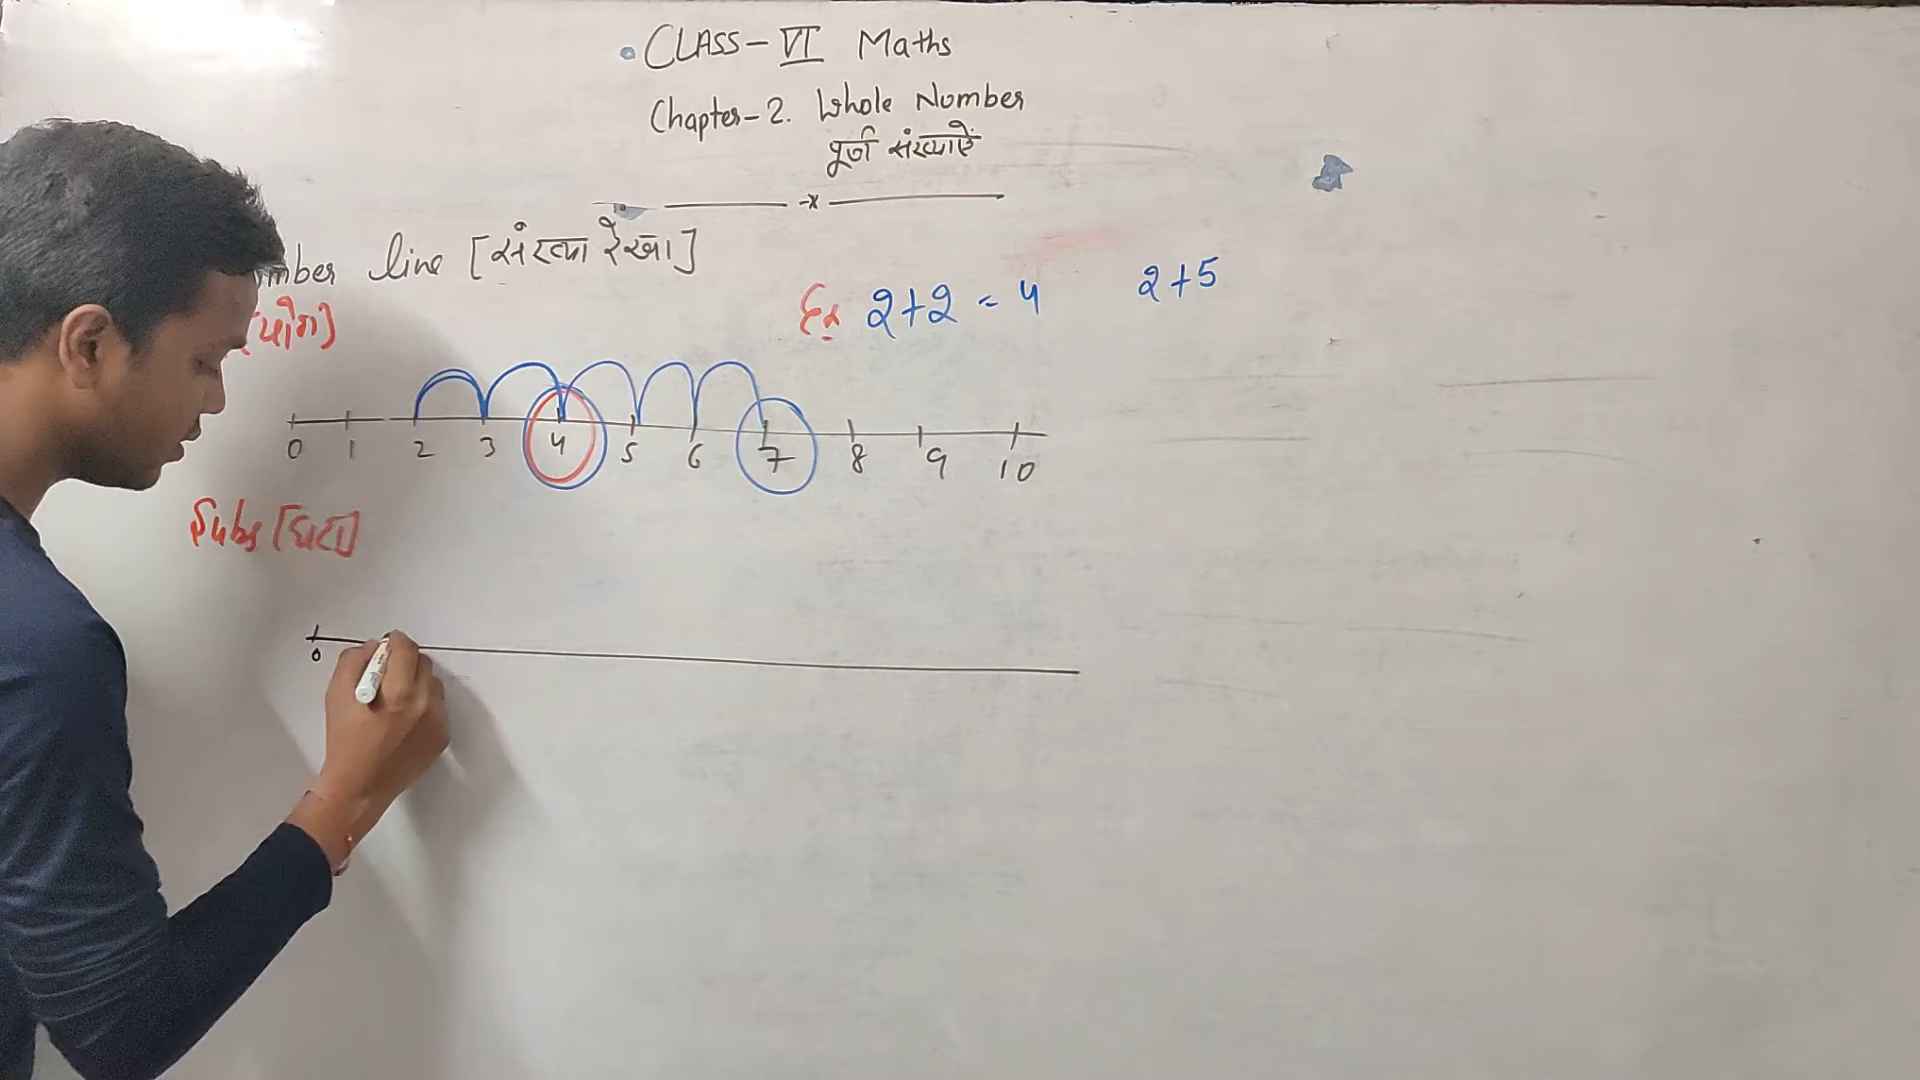 CLASS-VI Maths
Chapter-2. Whole Number
पूर्ण संख्याऐं
mber line [संख्या रेखा]
(योग)
Ex 2+2 = 4 2+5
0 1 2 3 4 5 6 7 8 9 10
Subs [घटा]
0